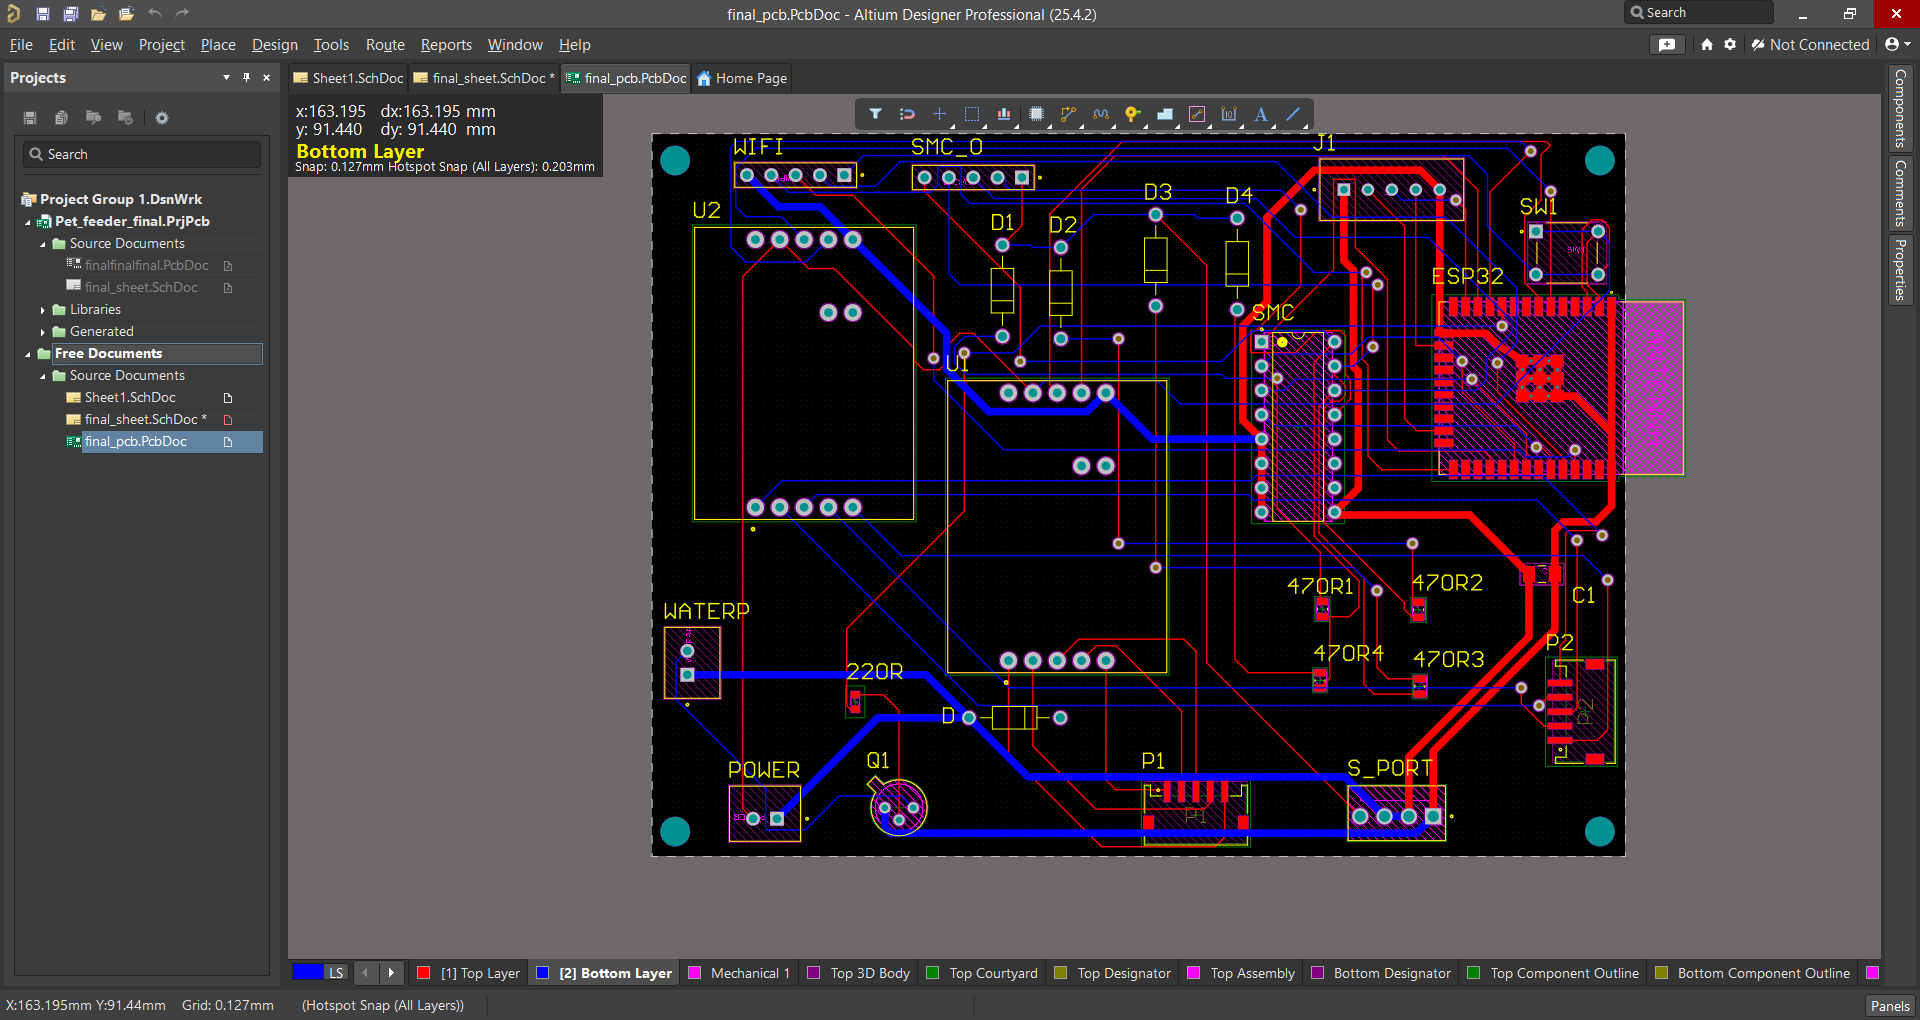 final_pcb.PcbDoc - Altium Designer Professional (25.4.2)
Search
File Edit View Project Place Design Tools Route Reports Window Help
Not Connected
Projects
Sheet1.SchDoc
final_sheet.SchDoc *
final_pcb.PcbDoc
Home Page
x:163.195 dx:163.195 mm
y: 91.440 dy: 91.440 mm
Bottom Layer
Snap: 0.127mm Hotspot Snap (All Layers): 0.203mm
Search
Project Group 1.DsnWrk
Pet_feeder_final.PrjPcb
Source Documents
finalfinalfinal.PcbDoc
final_sheet.SchDoc
Libraries
Generated
Free Documents
Source Documents
Sheet1.SchDoc
final_sheet.SchDoc *
final_pcb.PcbDoc
Components
Comments
Properties
WIFI
SMC_O
J1
U2
D1
D2
D3
D4
SW1
ESP32
SMC
U1
470R1
470R2
C1
WATERP
P2
470R4
470R3
220R
D
POWER
Q1
P1
S_PORT
LS
[1] Top Layer
[2] Bottom Layer
Mechanical 1
Top 3D Body
Top Courtyard
Top Designator
Top Assembly
Bottom Designator
Top Component Outline
Bottom Component Outline
X:163.195mm Y:91.44mm Grid: 0.127mm (Hotspot Snap (All Layers))
Panels